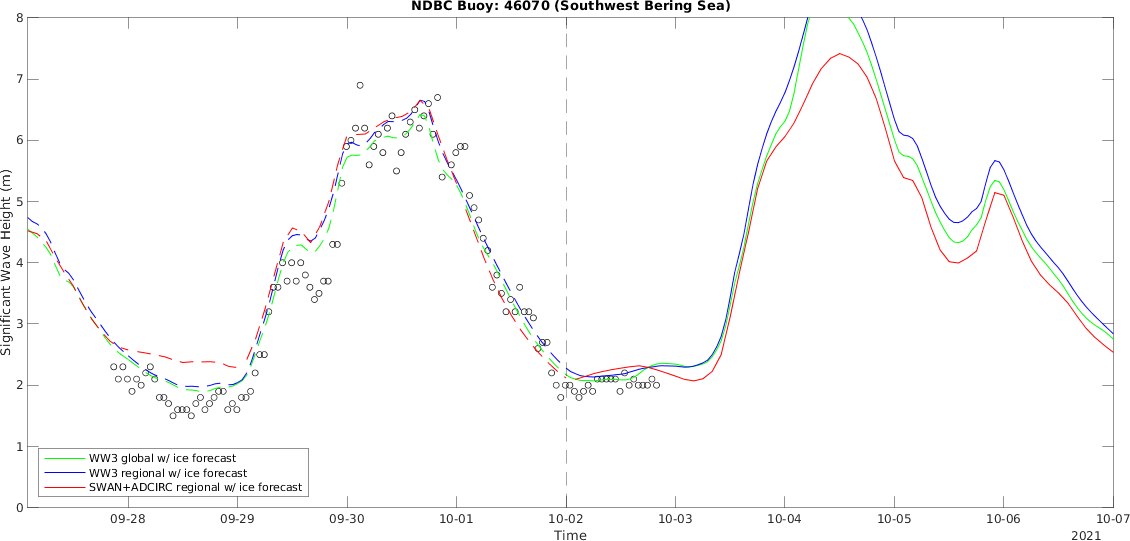 NDBC Buoy: 46070 (Southwest Bering Sea)
8
7
6
5
4
3
2
1
0
Significant Wave Height (m)
WW3 global w/ ice forecast
WW3 regional w/ ice forecast
SWAN+ADCIRC regional w/ ice forecast
09-28 09-29 09-30 10-01 10-02 10-03 10-04 10-05 10-06 10-07
Time
2021